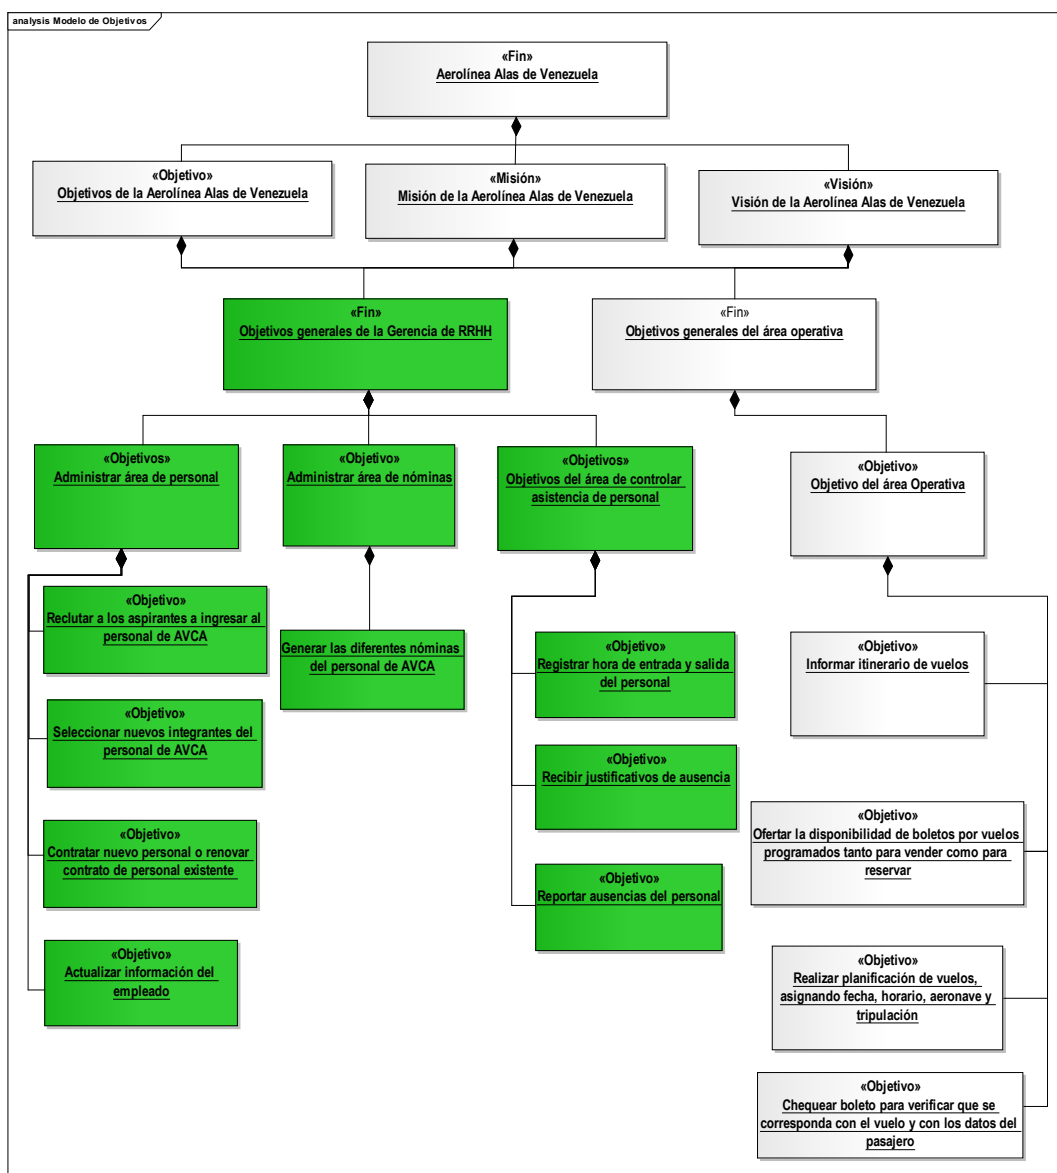 analysis Modelo de Objetivos
«Fin»
Aerolínea Alas de Venezuela
«Objetivo»
Objetivos de la Aerolínea Alas de Venezuela
«Misión»
Misión de la Aerolínea Alas de Venezuela
«Visión»
Visión de la Aerolínea Alas de Venezuela
«Fin»
Objetivos generales de la Gerencia de RRHH
«Fin»
Objetivos generales del área operativa
«Objetivos»
Administrar área de personal
«Objetivo»
Administrar área de nóminas
«Objetivos»
Objetivos del área de controlar
asistencia de personal
«Objetivo»
Objetivo del área Operativa
«Objetivo»
Reclutar a los aspirantes a ingresar al
personal de AVCA
«Objetivo»
Seleccionar nuevos integrantes del
personal de AVCA
«Objetivo»
Contratar nuevo personal o renovar
contrato de personal existente
«Objetivo»
Actualizar información del
empleado
Generar las diferentes nóminas
del personal de AVCA
«Objetivo»
Registrar hora de entrada y salida
del personal
«Objetivo»
Recibir justificativos de ausencia
«Objetivo»
Reportar ausencias del personal
«Objetivo»
Informar itinerario de vuelos
«Objetivo»
Ofertar la disponibilidad de boletos por vuelos
programados tanto para vender como para
reservar
«Objetivo»
Realizar planificación de vuelos,
asignando fecha, horario, aeronave y
tripulación
«Objetivo»
Chequear boleto para verificar que se
corresponda con el vuelo y con los datos del
pasajero